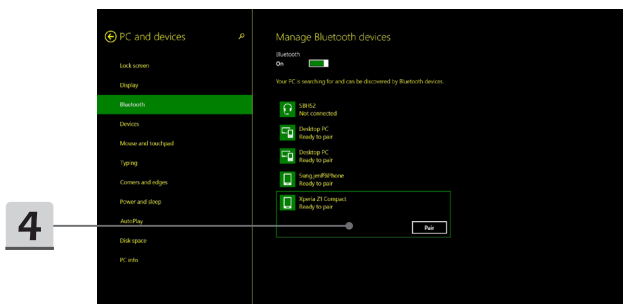 PC and devices
Lock screen
Display
Bluetooth
Devices
Mouse and touchpad
Typing
Corners and edges
Power and sleep
AutoPlay
Disk space
PC info
Manage Bluetooth devices
Bluetooth
On
Your PC is searching for and can be discovered by Bluetooth devices.
SBH52
Not connected
Desktop PC
Ready to pair
Desktop PC
Ready to pair
Ready to pair
Xperia Z1 Compact
Ready to pair
Pair
4